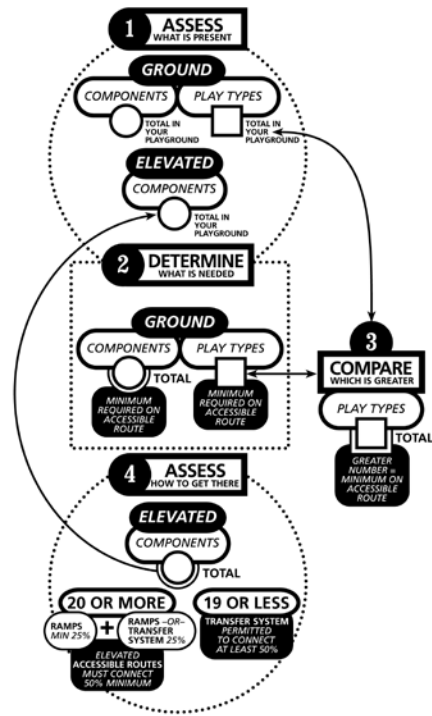 1 ASSESS
WHAT IS PRESENT
GROUND
COMPONENTS
PLAY TYPES
TOTAL IN
YOUR
PLAYGROUND
TOTAL IN
YOUR
PLAYGROUND
ELEVATED
COMPONENTS
TOTAL IN
YOUR
PLAYGROUND
2 DETERMINE
WHAT IS NEEDED
GROUND
COMPONENTS
PLAY TYPES
TOTAL
MINIMUM
REQUIRED ON
ACCESSIBLE
ROUTE
MINIMUM
REQUIRED ON
ACCESSIBLE
ROUTE
3
COMPARE
WHICH IS GREATER
PLAY TYPES
TOTAL
GREATER
NUMBER =
MINIMUM ON
ACCESSIBLE
ROUTE
4 ASSESS
HOW TO GET THERE
ELEVATED
COMPONENTS
TOTAL
20 OR MORE
RAMPS
MIN 25%
+
RAMPS –OR–
TRANSFER
SYSTEM 25%
ELEVATED
ACCESSIBLE ROUTES
MUST CONNECT
50% MINIMUM
19 OR LESS
TRANSFER SYSTEM
PERMITTED
TO CONNECT
AT LEAST 50%